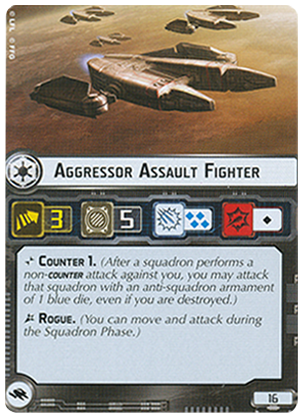 © LFL © FFG
AGGRESSOR ASSAULT FIGHTER
3 5
COUNTER 1. (After a squadron performs a
non-COUNTER attack against you, you may attack
that squadron with an anti-squadron armament
of 1 blue die, even if you are destroyed.)
ROGUE. (You can move and attack during
the Squadron Phase.)
16